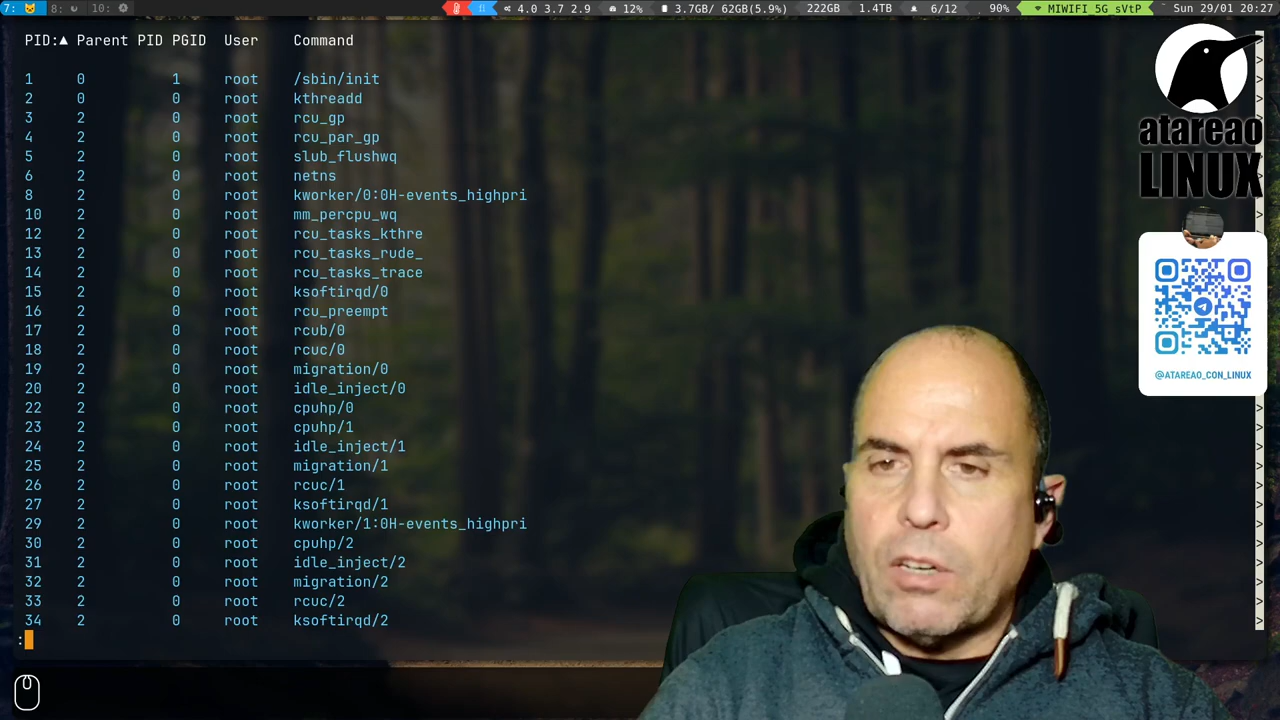 7: 8: 10: 4.0 3.7 2.9 12% 3.7GB/ 62GB(5.9%) 222GB 1.4TB 6/12 90% MIWIFI 5G sVtP Sun 29/01 20:27
PID:▲ Parent PID PGID User Command
1 0 1 root /sbin/init
2 0 0 root kthreadd
3 2 0 root rcu_gp
4 2 0 root rcu_par_gp
5 2 0 root slub_flushwq
6 2 0 root netns
8 2 0 root kworker/0:0H-events_highpri
10 2 0 root mm_percpu_wq
12 2 0 root rcu_tasks_kthre
13 2 0 root rcu_tasks_rude_
14 2 0 root rcu_tasks_trace
15 2 0 root ksoftirqd/0
16 2 0 root rcu_preempt
17 2 0 root rcub/0
18 2 0 root rcuc/0
19 2 0 root migration/0
20 2 0 root idle_inject/0
22 2 0 root cpuhp/0
23 2 0 root cpuhp/1
24 2 0 root idle_inject/1
25 2 0 root migration/1
26 2 0 root rcuc/1
27 2 0 root ksoftirqd/1
29 2 0 root kworker/1:0H-events_highpri
30 2 0 root cpuhp/2
31 2 0 root idle_inject/2
32 2 0 root migration/2
33 2 0 root rcuc/2
34 2 0 root ksoftirqd/2
:
atareao
LINUX
@ATAREAO_CON_LINUX